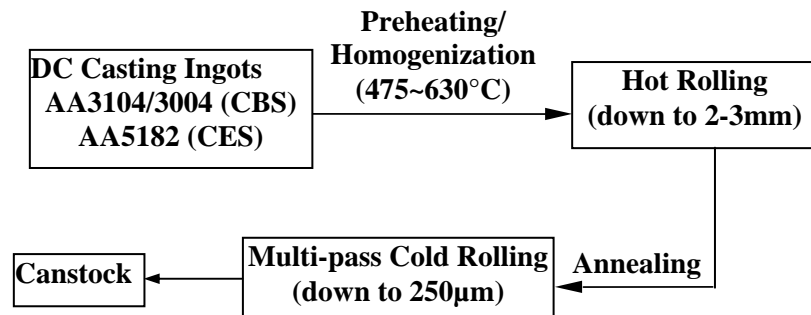 Preheating/
Homogenization
(475~630°C)
DC Casting Ingots
AA3104/3004 (CBS)
AA5182 (CES)
Hot Rolling
(down to 2-3mm)
Annealing
Multi-pass Cold Rolling
(down to 250µm)
Canstock